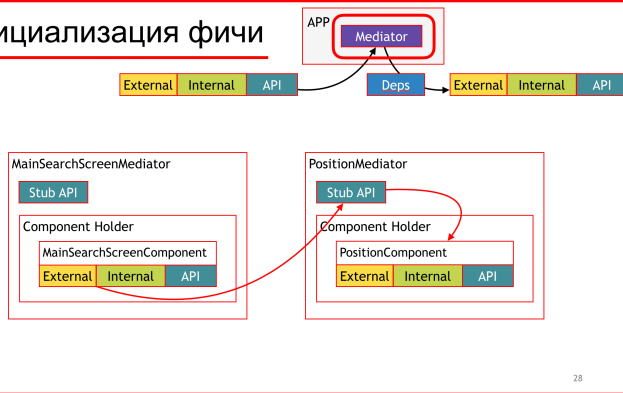 ициализация фичи
APP
Mediator
External Internal API
Deps
External Internal API
MainSearchScreenMediator
Stub API
Component Holder
MainSearchScreenComponent
External Internal API
PositionMediator
Stub API
Component Holder
PositionComponent
External Internal API
28